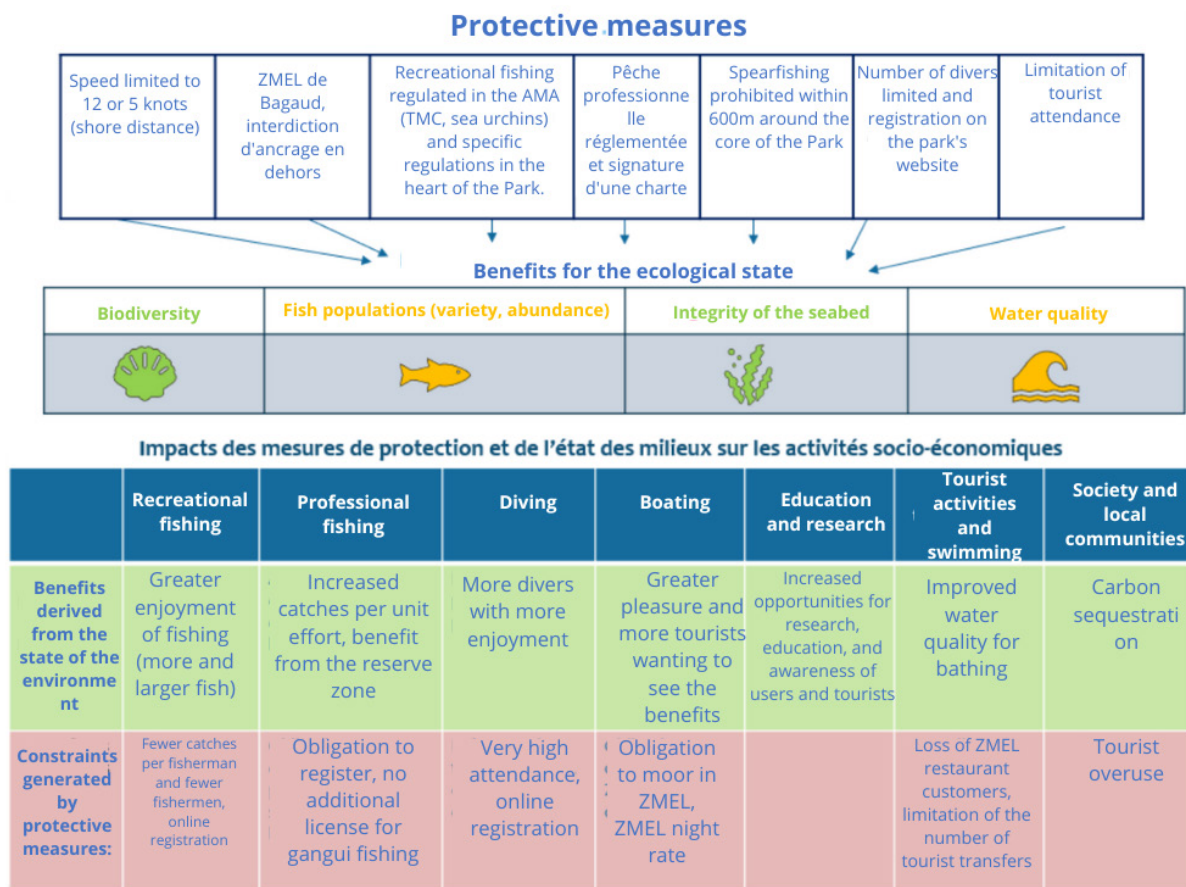 Protective measures
Speed limited to
12 or 5 knots
(shore distance)
ZMEL de
Bagaud,
interdiction
d'ancrage en
dehors
Recreational fishing
regulated in the AMA
(TMC, sea urchins)
and specific
regulations in the
heart of the Park.
Pêche
professionne
lle
réglementée
et signature
d'une charte
Spearfishing
prohibited within
600m around the
core of the Park
Number of divers
limited and
registration on
the park's
website
Limitation of
tourist
attendance
Benefits for the ecological state
Biodiversity
Fish populations (variety, abundance)
Integrity of the seabed
Water quality
Impacts des mesures de protection et de l'état des milieux sur les activités socio-économiques
Recreational
fishing
Professional
fishing
Diving
Boating
Education
and research
Tourist
activities
and
swimming
Society and
local
communities
Benefits
derived
from the
state of the
environme
nt
Greater
enjoyment
of fishing
(more and
larger fish)
Increased
catches per unit
effort, benefit
from the reserve
zone
More divers
with more
enjoyment
Greater
pleasure and
more tourists
wanting to
see the
benefits
Increased
opportunities for
research,
education, and
awareness of
users and tourists
Improved
water
quality for
bathing
Carbon
sequestrati
on
Constraints
generated
by
protective
measures:
Fewer catches
per fisherman
and fewer
fishermen,
online
registration
Obligation to
register, no
additional
license for
gangui fishing
Very high
attendance,
online
registration
Obligation
to moor in
ZMEL,
ZMEL night
rate
Loss of ZMEL
restaurant
customers,
limitation of the
number of
tourist transfers
Tourist
overuse